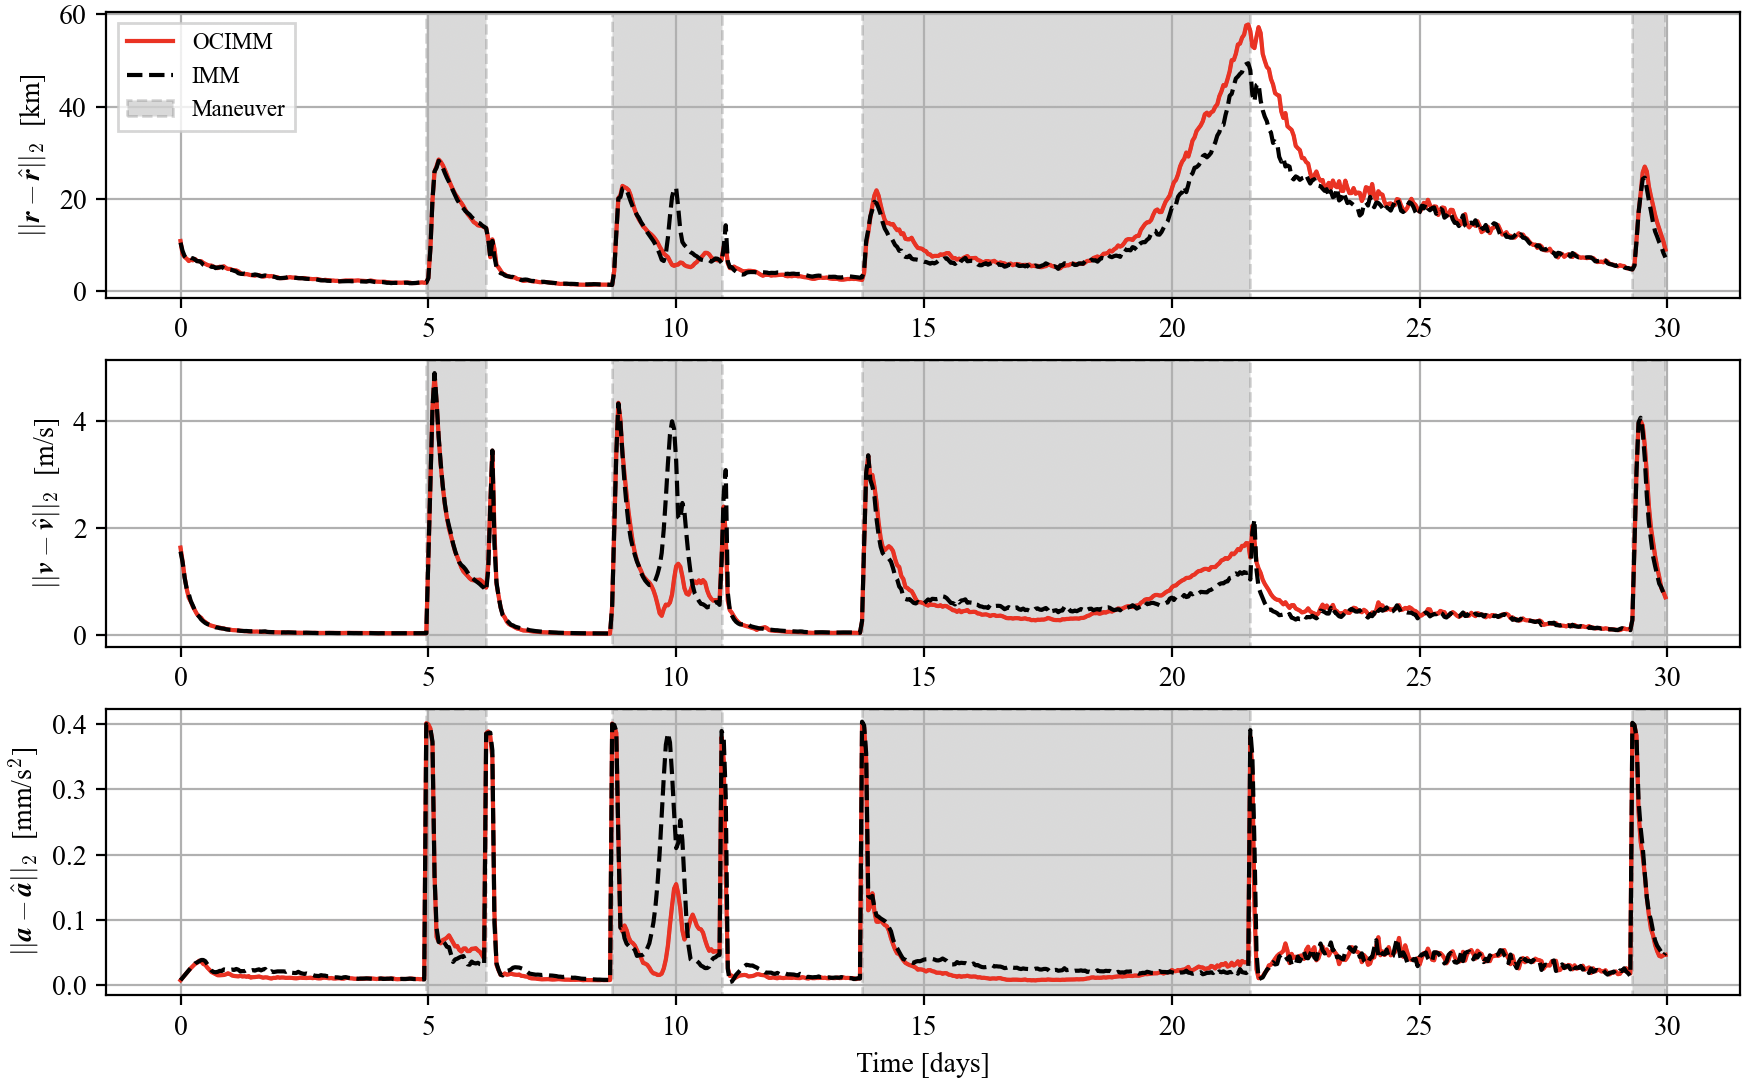 60
40
20
0
||r − r̂||₂ [km]
OCIMM
IMM
Maneuver
0 5 10 15 20 25 30
4
2
0
||v − v̂||₂ [m/s]
0 5 10 15 20 25 30
0.4
0.3
0.2
0.1
0.0
||a − â||₂ [mm/s²]
0 5 10 15 20 25 30
Time [days]